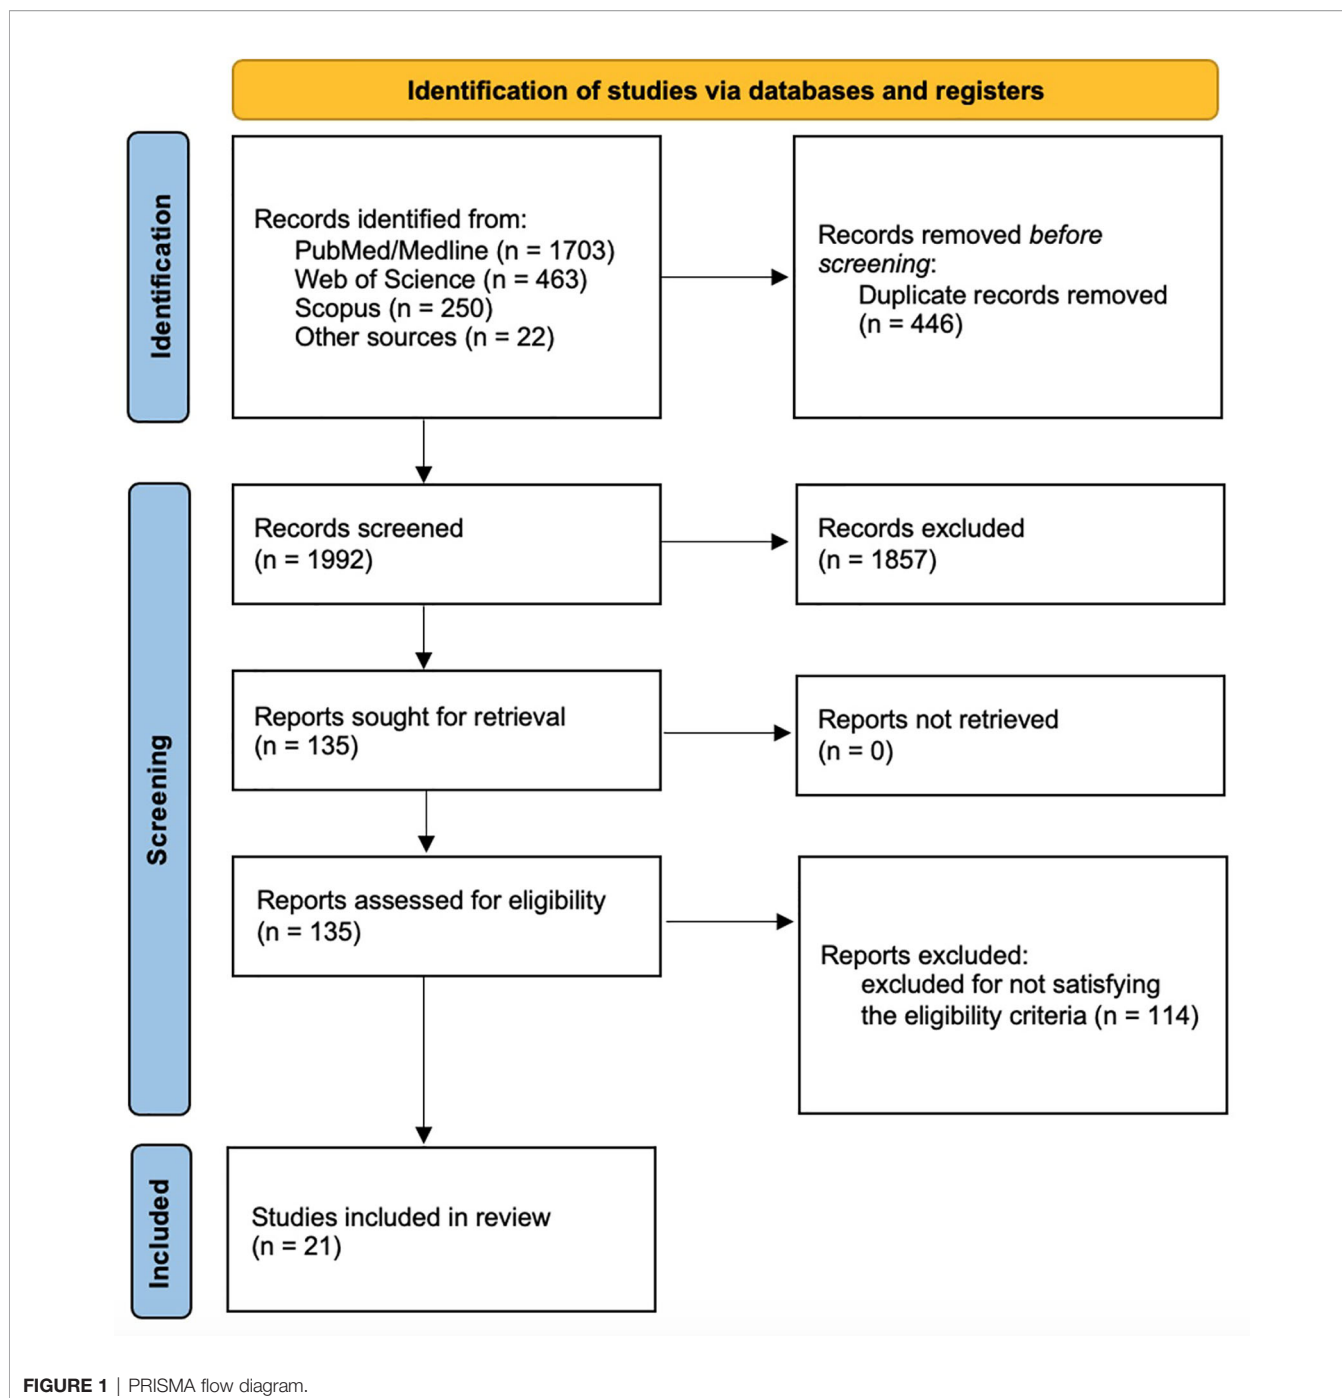 Identification of studies via databases and registers
Identification
Records identified from:
PubMed/Medline (n = 1703)
Web of Science (n = 463)
Scopus (n = 250)
Other sources (n = 22)
Records removed before
screening:
Duplicate records removed
(n = 446)
Screening
Records screened
(n = 1992)
Records excluded
(n = 1857)
Reports sought for retrieval
(n = 135)
Reports not retrieved
(n = 0)
Reports assessed for eligibility
(n = 135)
Reports excluded:
excluded for not satisfying
the eligibility criteria (n = 114)
Included
Studies included in review
(n = 21)
FIGURE 1 | PRISMA flow diagram.